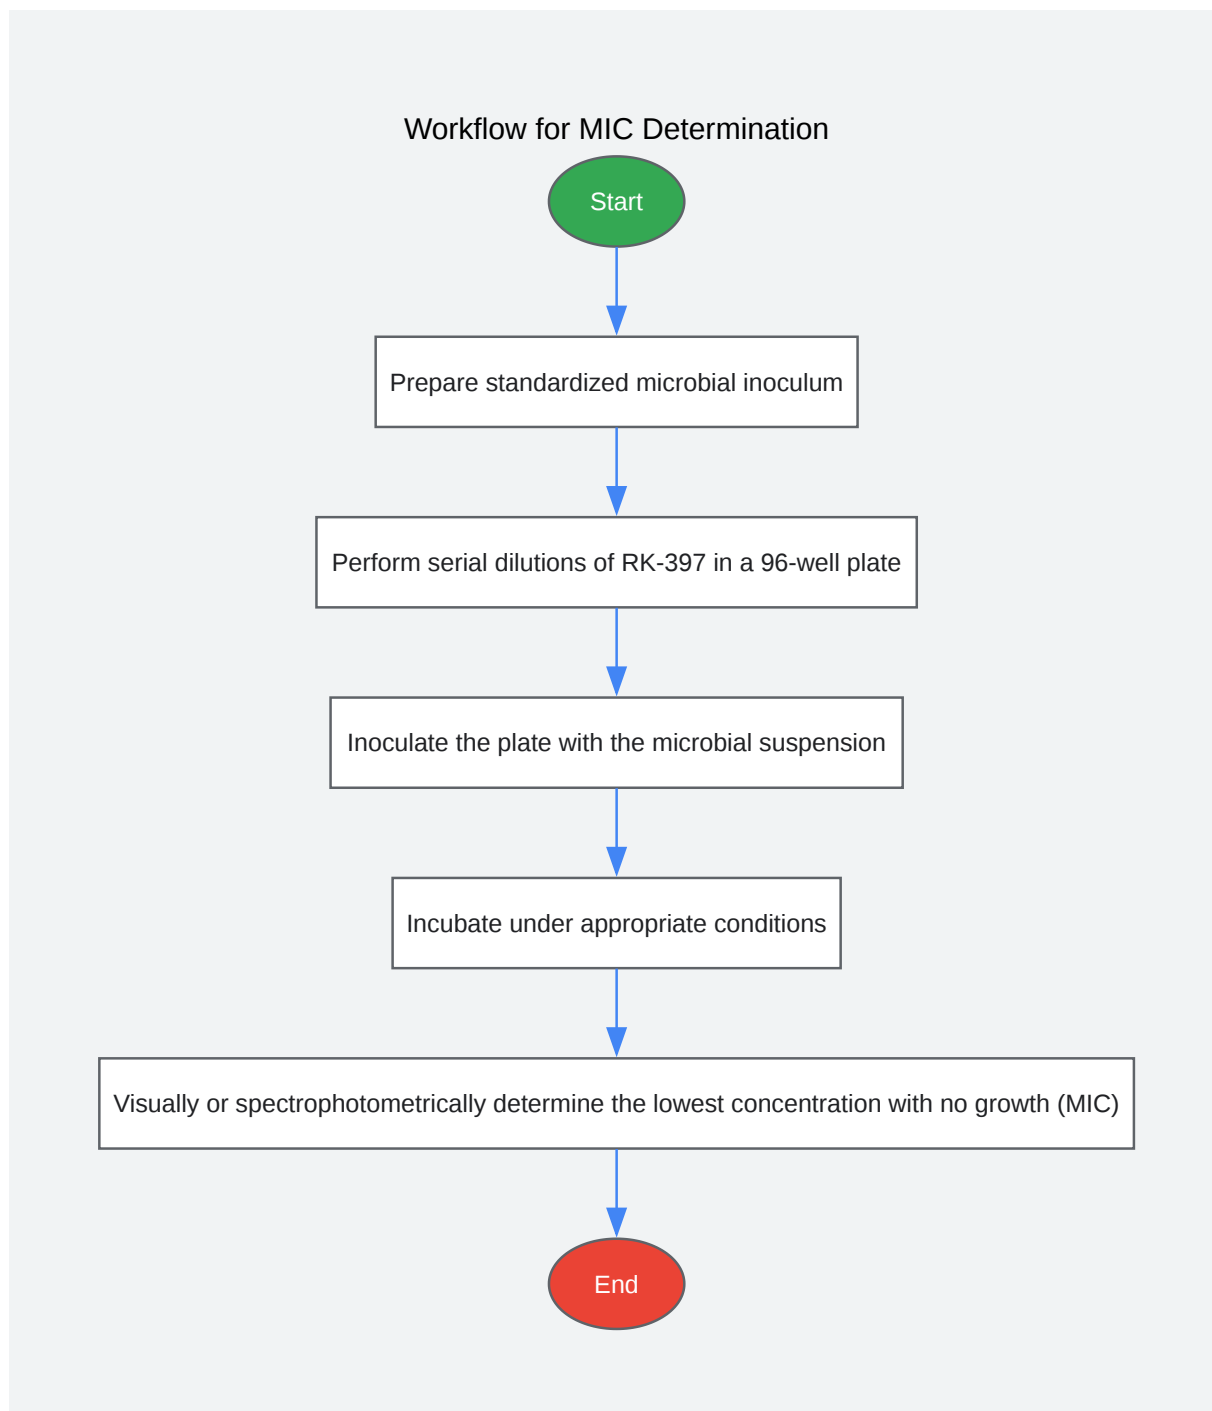 Workflow for MIC Determination
Start
Prepare standardized microbial inoculum
Perform serial dilutions of RK-397 in a 96-well plate
Inoculate the plate with the microbial suspension
Incubate under appropriate conditions
Visually or spectrophotometrically determine the lowest concentration with no growth (MIC)
End